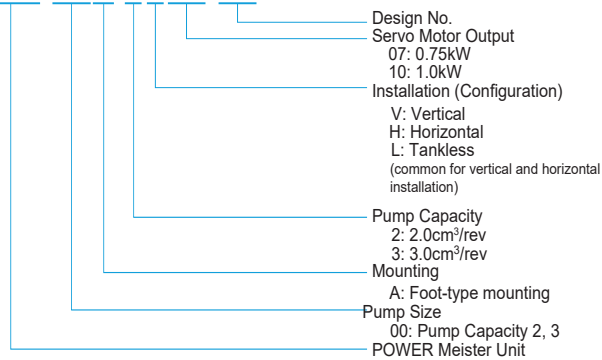 Design No.
Servo Motor Output
07: 0.75kW
10: 1.0kW
Installation (Configuration)
V: Vertical
H: Horizontal
L: Tankless
(common for vertical and horizontal
installation)
Pump Capacity
2: 2.0cm³/rev
3: 3.0cm³/rev
Mounting
A: Foot-type mounting
Pump Size
00: Pump Capacity 2, 3
POWER Meister Unit